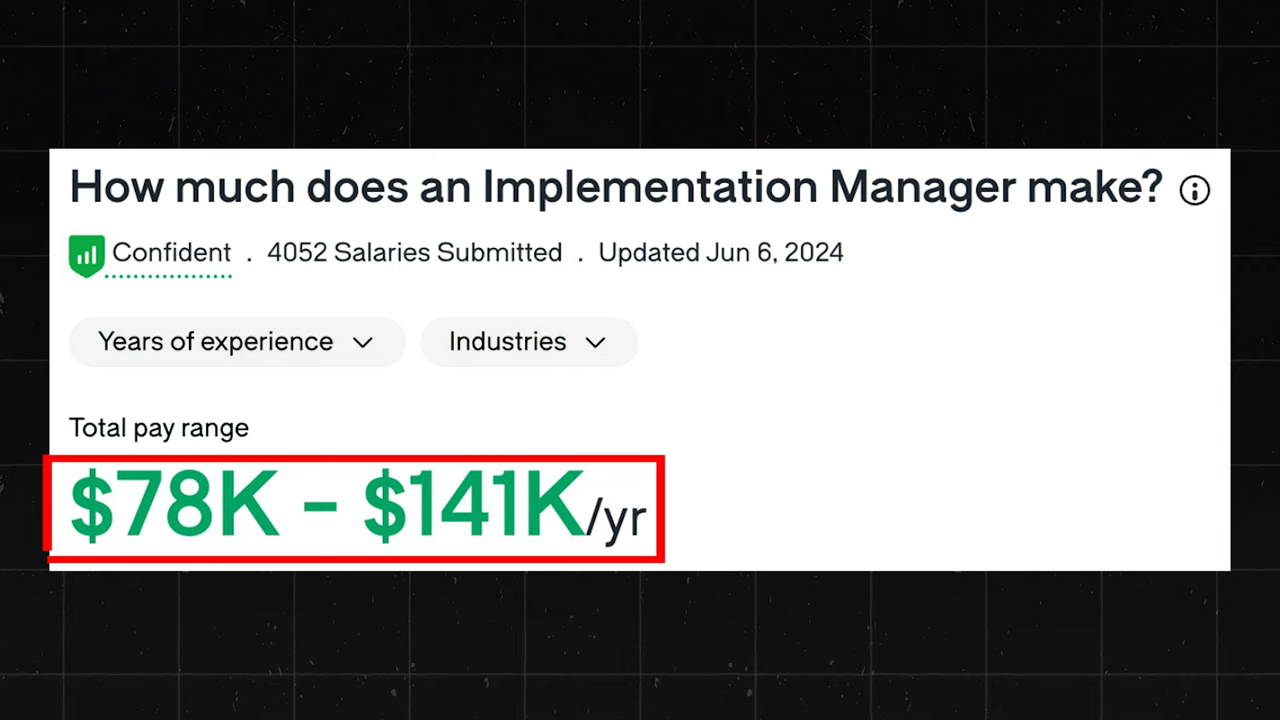 How much does an Implementation Manager make?
Confident . 4052 Salaries Submitted . Updated Jun 6, 2024
Years of experience Industries
Total pay range
$78K - $141K/yr